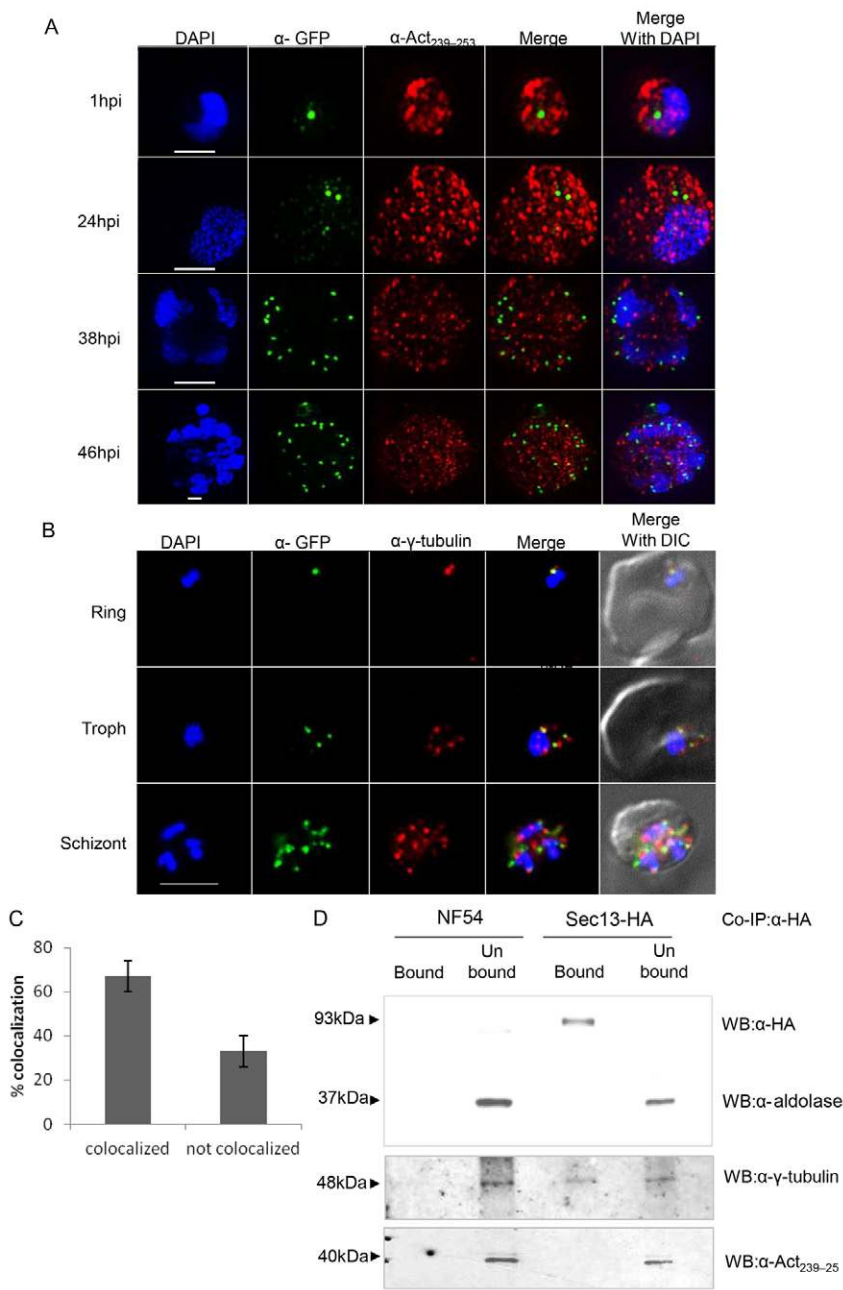 A
DAPI
α- GFP
α-Act239–253
Merge
Merge
With DAPI
1hpi
24hpi
38hpi
46hpi
B
DAPI
α- GFP
α-γ-tubulin
Merge
Merge
With DIC
Ring
Troph
Schizont
C
80
60
40
20
0
% colocalization
colocalized
not colocalized
D
NF54
Sec13-HA
Co-IP:α-HA
Bound
Un
bound
Bound
Un
bound
93kDa
WB:α-HA
37kDa
WB:α-aldolase
48kDa
WB:α-γ-tubulin
40kDa
WB:α-Act239–25